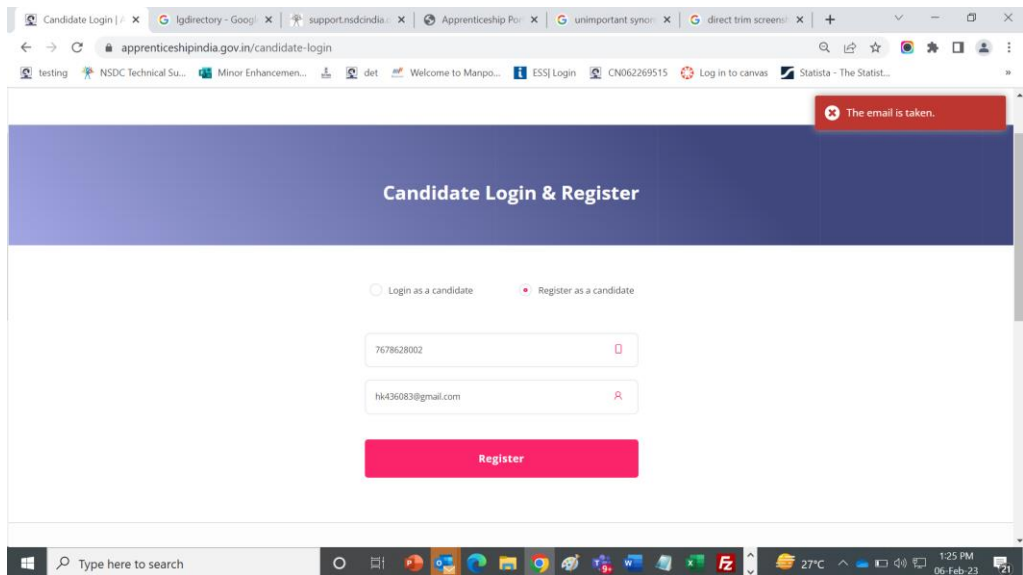 Candidate Login | A
lgdirectory - Googl
support.nsdcindia.c
Apprenticeship Por
unimportant synon
direct trim screensh
apprenticeshipindia.gov.in/candidate-login
testing
NSDC Technical Su...
Minor Enhancemen...
det
Welcome to Manpo...
ESS| Login
CN062269515
Log in to canvas
Statista - The Statist...
»
The email is taken.
Candidate Login & Register
Login as a candidate
Register as a candidate
7678628002
hk436083@gmail.com
Register
Type here to search
27°C
1:25 PM
06-Feb-23